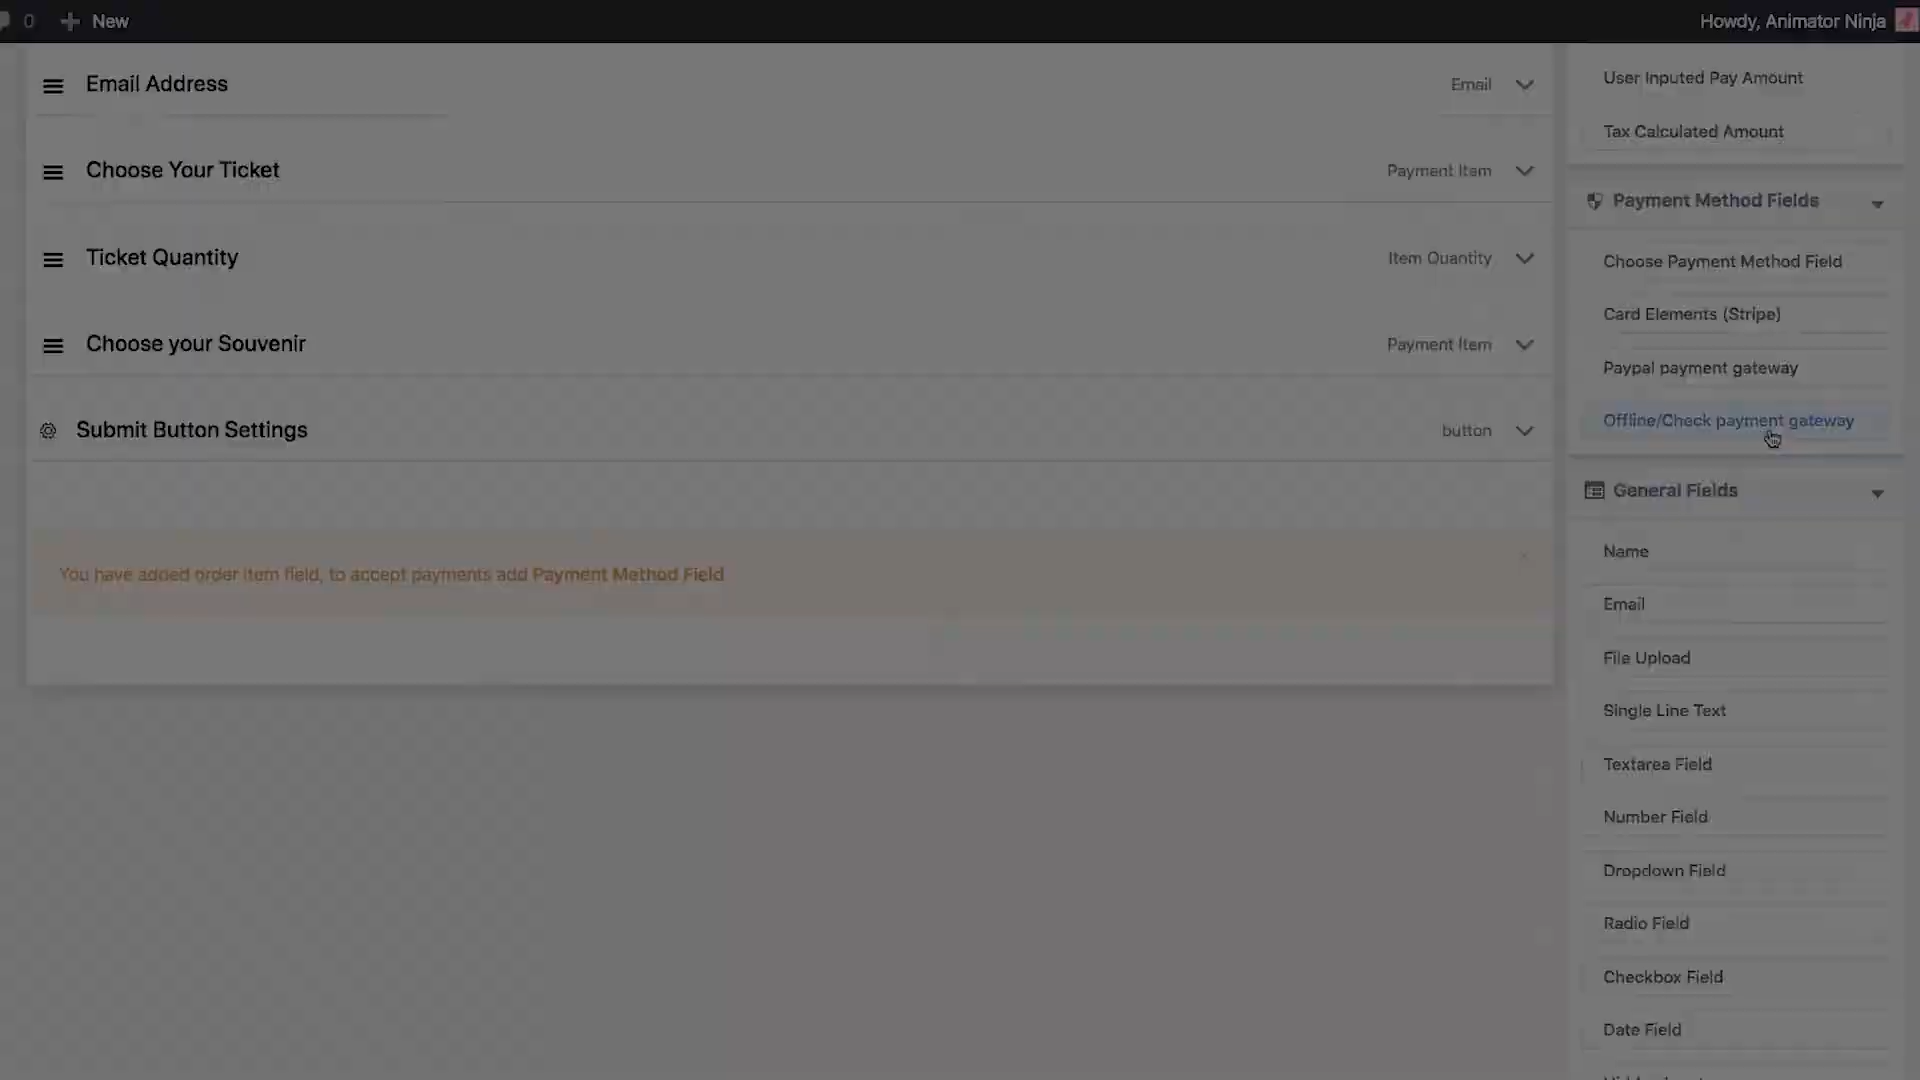 0 New Howdy, Animator Ninja
Email Address Email
Choose Your Ticket Payment Item
Ticket Quantity Item Quantity
Choose your Souvenir Payment Item
Submit Button Settings button
You have added order item field, to accept payments add Payment Method Field
User Inputed Pay Amount
Tax Calculated Amount
Payment Method Fields
Choose Payment Method Field
Card Elements (Stripe)
Paypal payment gateway
Offline/Check payment gateway
General Fields
Name
Email
File Upload
Single Line Text
Textarea Field
Number Field
Dropdown Field
Radio Field
Checkbox Field
Date Field